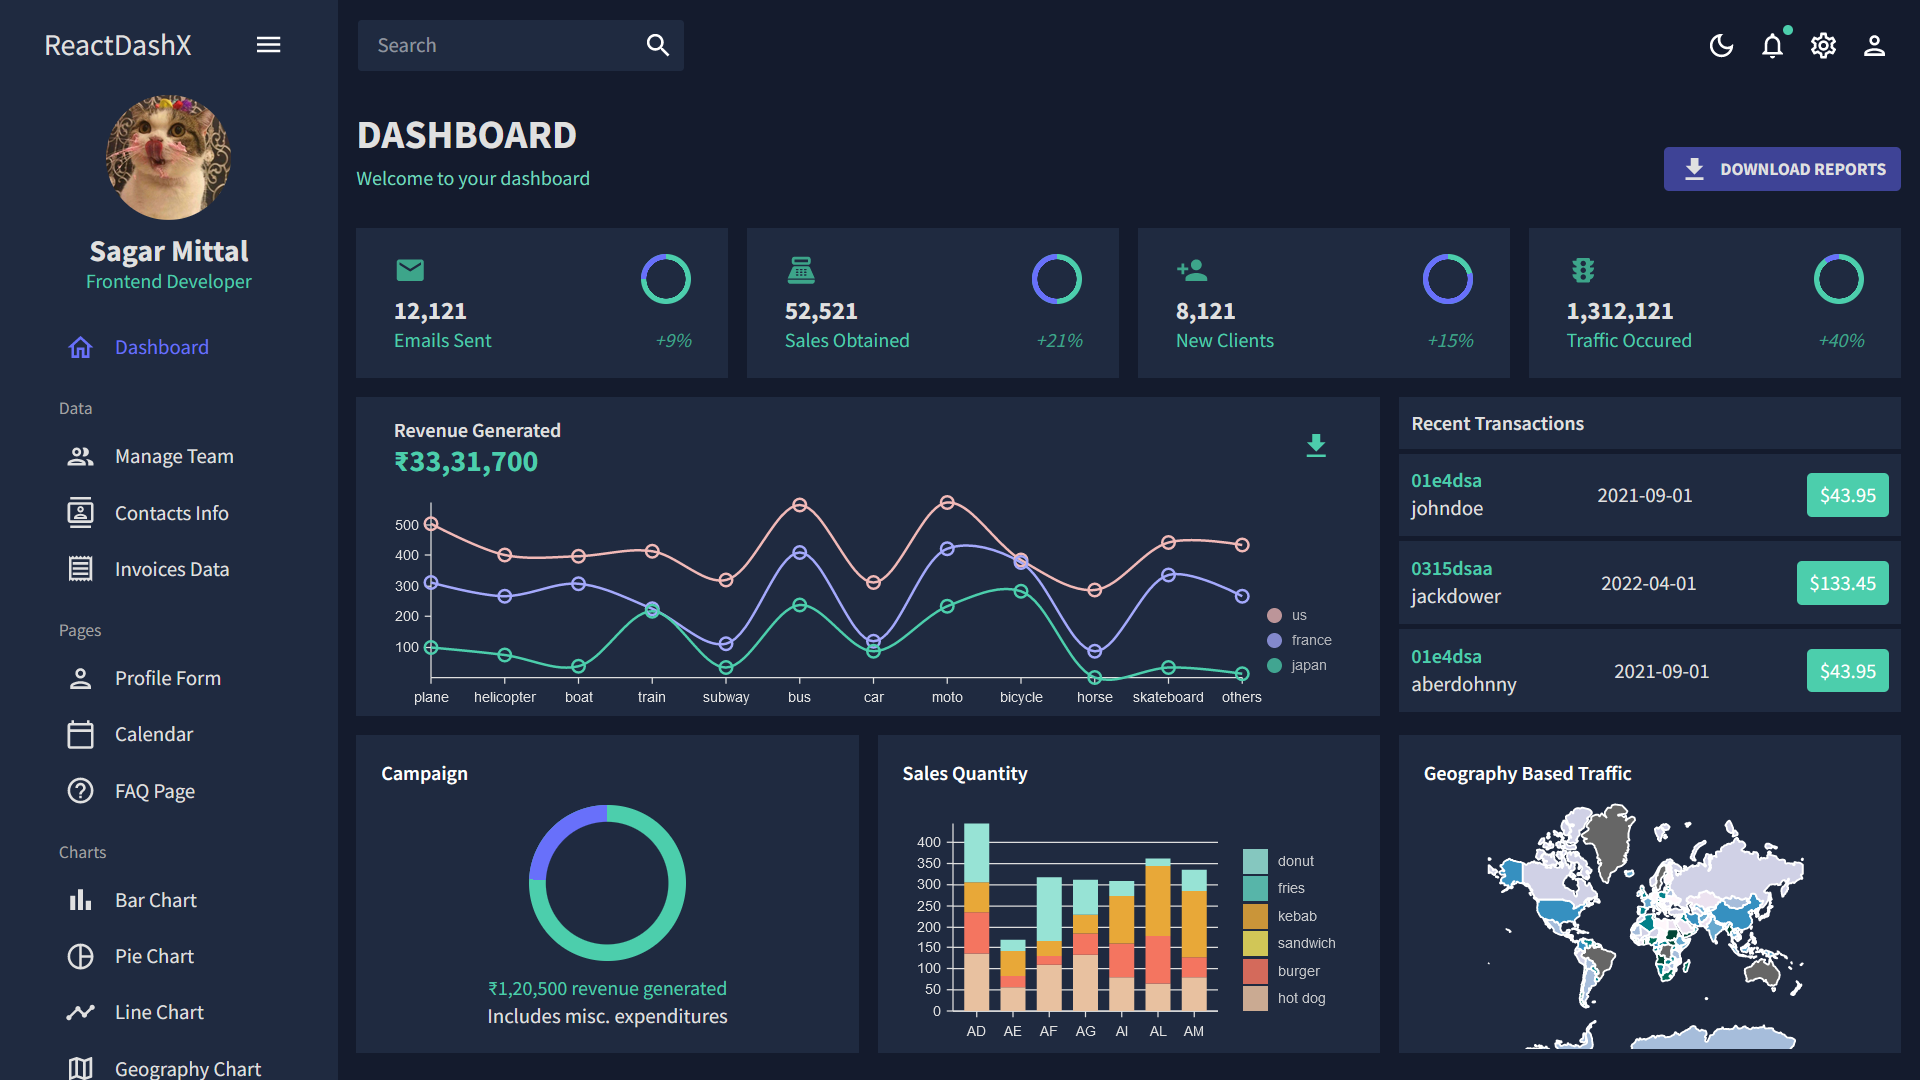 ReactDashX
Search
Sagar Mittal
Frontend Developer
Dashboard
Data
Manage Team
Contacts Info
Invoices Data
Pages
Profile Form
Calendar
FAQ Page
Charts
Bar Chart
Pie Chart
Line Chart
Geography Chart
DASHBOARD
Welcome to your dashboard
DOWNLOAD REPORTS
12,121
Emails Sent +9%
52,521
Sales Obtained +21%
8,121
New Clients +15%
1,312,121
Traffic Occured +40%
Revenue Generated
₹33,31,700
500
400
300
200
100
plane helicopter boat train subway bus car moto bicycle horse skateboard others
us
france
japan
Recent Transactions
01e4dsa
johndoe
2021-09-01
$43.95
0315dsaa
jackdower
2022-04-01
$133.45
01e4dsa
aberdohnny
2021-09-01
$43.95
Campaign
₹1,20,500 revenue generated
Includes misc. expenditures
Sales Quantity
400
350
300
250
200
150
100
50
0
AD AE AF AG AI AL AM
donut
fries
kebab
sandwich
burger
hot dog
Geography Based Traffic